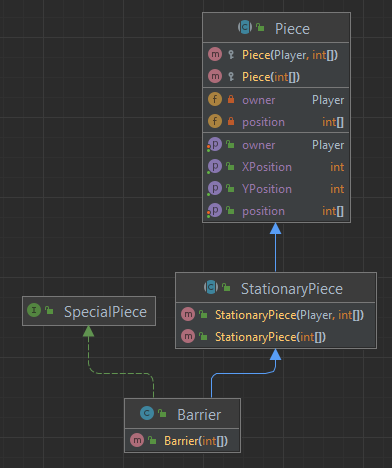 Piece
Piece(Player, int[])
Piece(int[])
owner Player
position int[]
owner Player
XPosition int
YPosition int
position int[]
StationaryPiece
StationaryPiece(Player, int[])
StationaryPiece(int[])
SpecialPiece
Barrier
Barrier(int[])